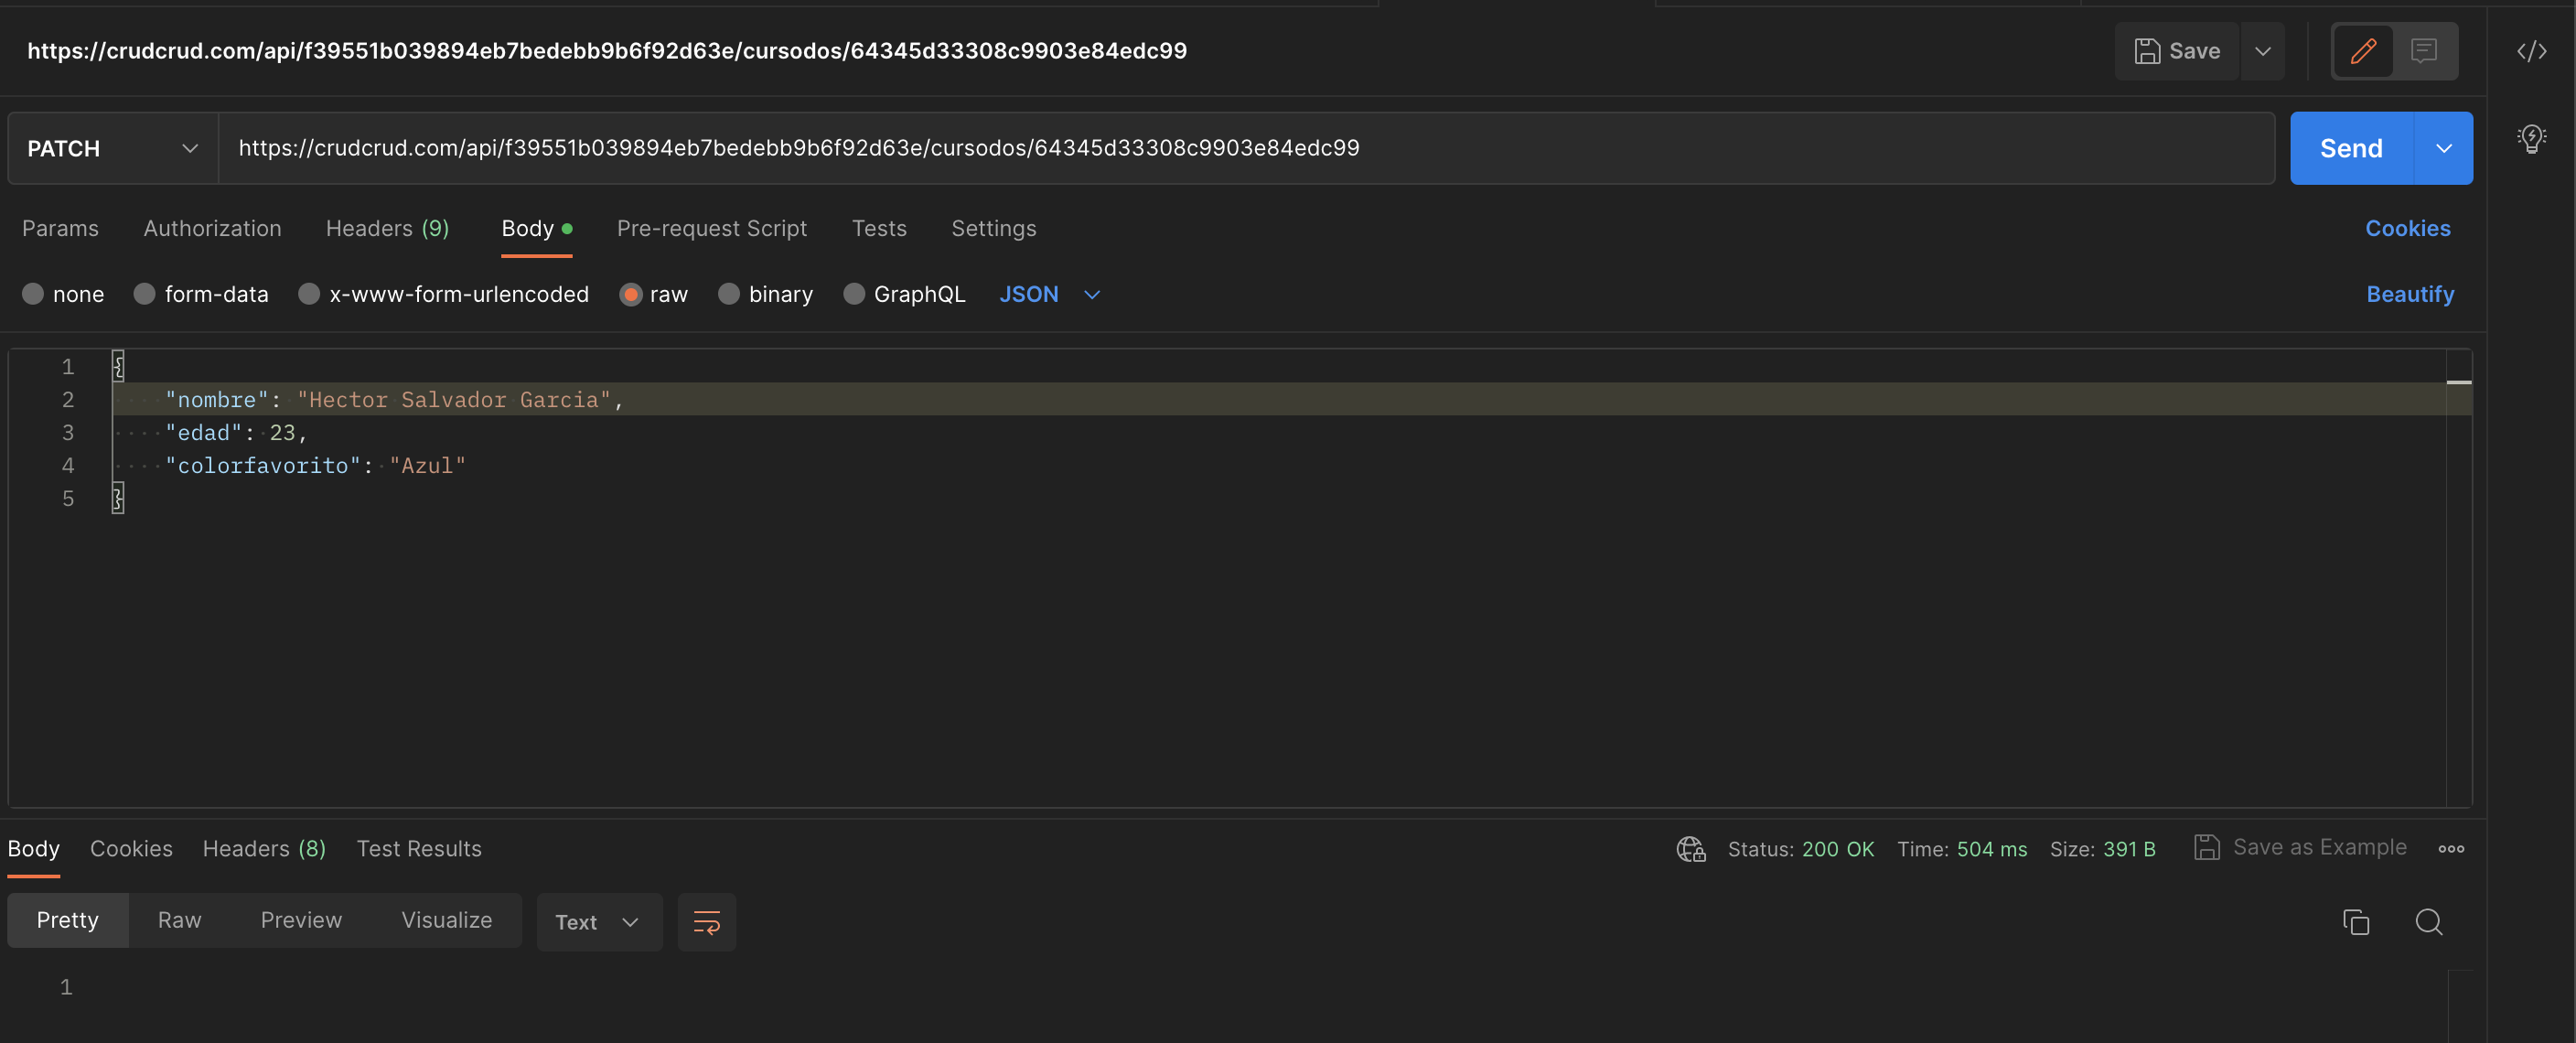 https://crudcrud.com/api/f39551b039894eb7bedebb9b6f92d63e/cursodos/64345d33308c9903e84edc99
Save
PATCH
https://crudcrud.com/api/f39551b039894eb7bedebb9b6f92d63e/cursodos/64345d33308c9903e84edc99
Send
Params Authorization Headers (9) Body Pre-request Script Tests Settings Cookies
none form-data x-www-form-urlencoded raw binary GraphQL JSON Beautify
1 {
2 "nombre": "Hector Salvador Garcia",
3 "edad": 23,
4 "colorfavorito": "Azul"
5 }
Body Cookies Headers (8) Test Results Status: 200 OK Time: 504 ms Size: 391 B Save as Example
Pretty Raw Preview Visualize Text
1